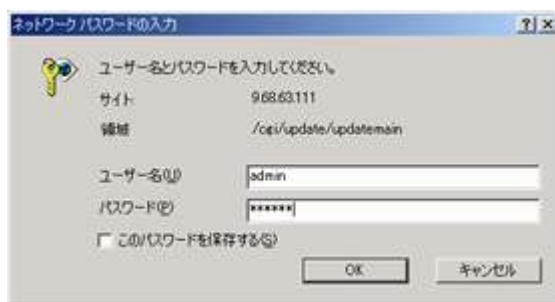 ネットワーク パスワードの入力
ユーザー名とパスワードを入力してください。
サイト 9.68.63.111
領域 /cgi/update/updatemain
ユーザー名(U) admin
パスワード(P) ******
このパスワードを保存する(S)
OK キャンセル